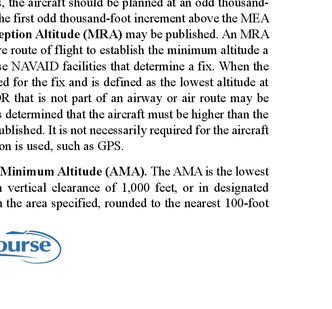 , the aircraft should be planned at an odd thousand-
he first odd thousand-foot increment above the MEA
eption Altitude (MRA) may be published. An MRA
e route of flight to establish the minimum altitude a
se NAVAID facilities that determine a fix. When the
ed for the fix and is defined as the lowest altitude at
OR that is not part of an airway or air route may be
s determined that the aircraft must be higher than the
ublished. It is not necessarily required for the aircraft
on is used, such as GPS.
Minimum Altitude (AMA). The AMA is the lowest
vertical clearance of 1,000 feet, or in designated
the area specified, rounded to the nearest 100-foot
ourse